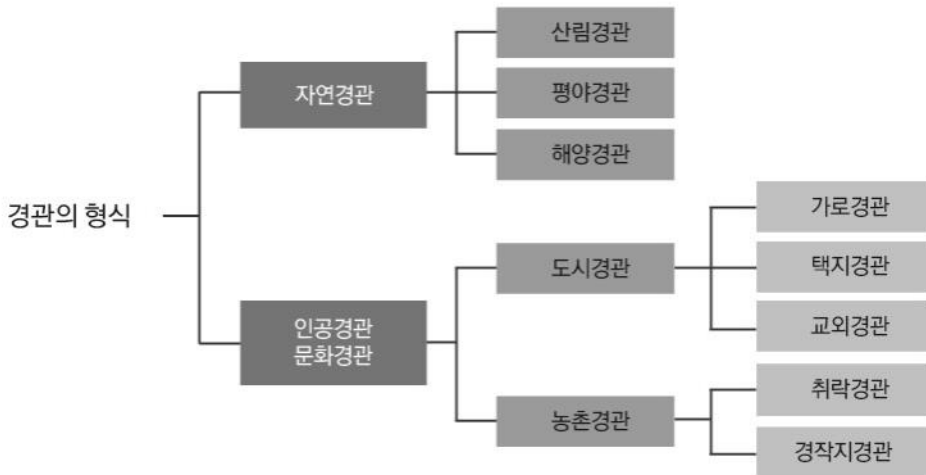 경관의 형식
자연경관
산림경관
평야경관
해양경관
인공경관
문화경관
도시경관
가로경관
택지경관
교외경관
농촌경관
취락경관
경작지경관